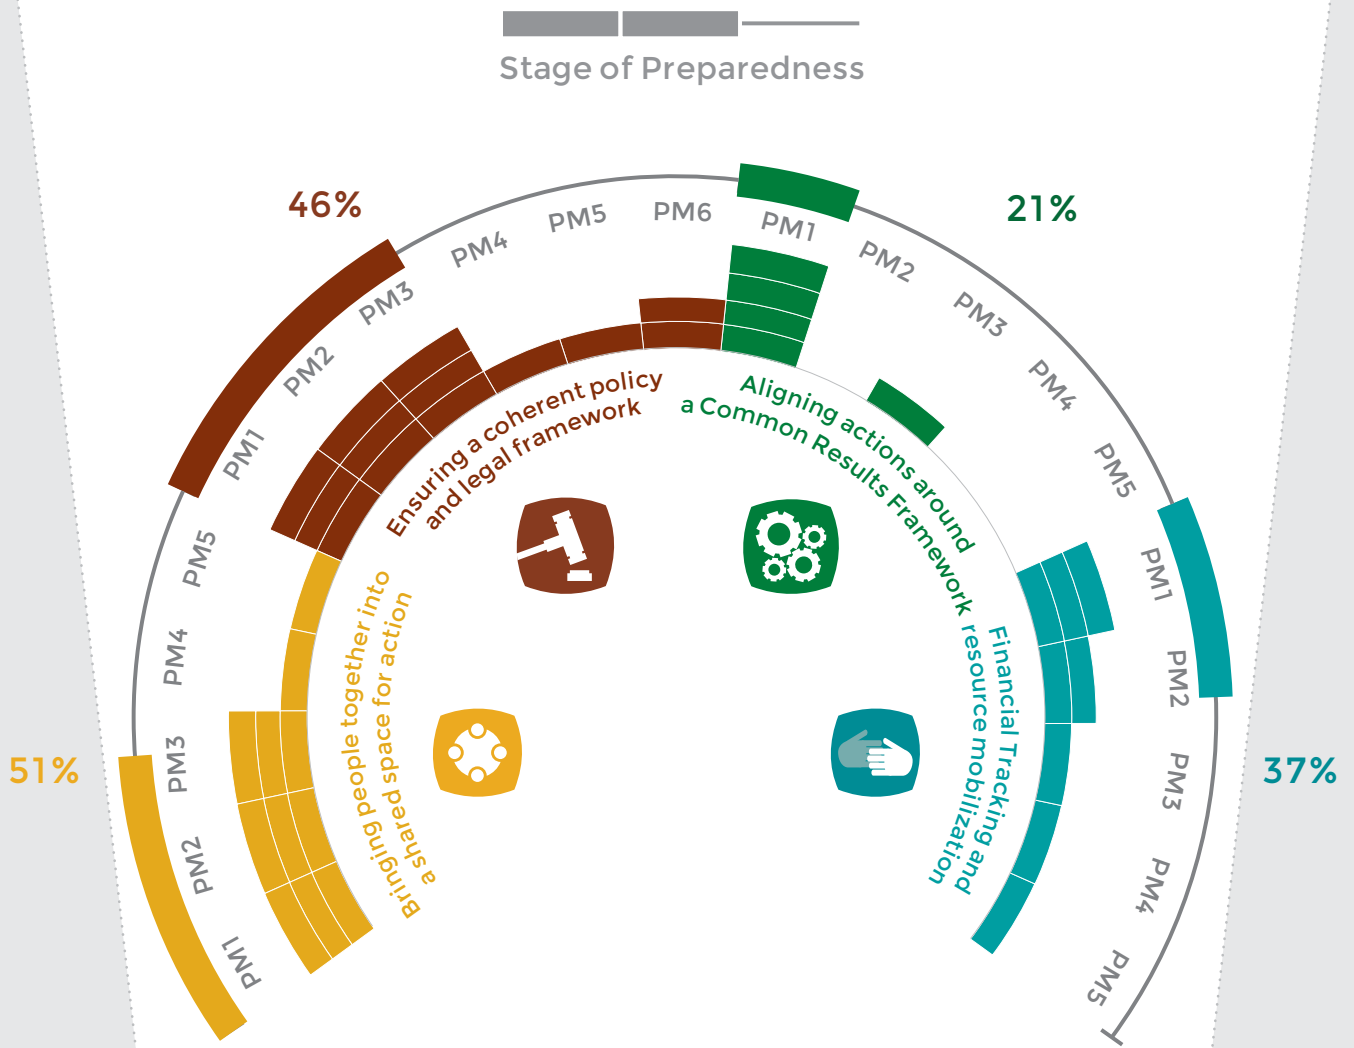 Stage of Preparedness
46%
21%
51%
37%
PM1
PM2
PM3
PM4
PM5
PM1
PM2
PM3
PM4
PM5
PM6
PM1
PM2
PM3
PM4
PM5
PM1
PM2
PM3
PM4
PM5
Bringing people together into
a shared space for action
Ensuring a coherent policy
and legal framework
Aligning actions around
a Common Results Framework
Financial Tracking and
resource mobilization